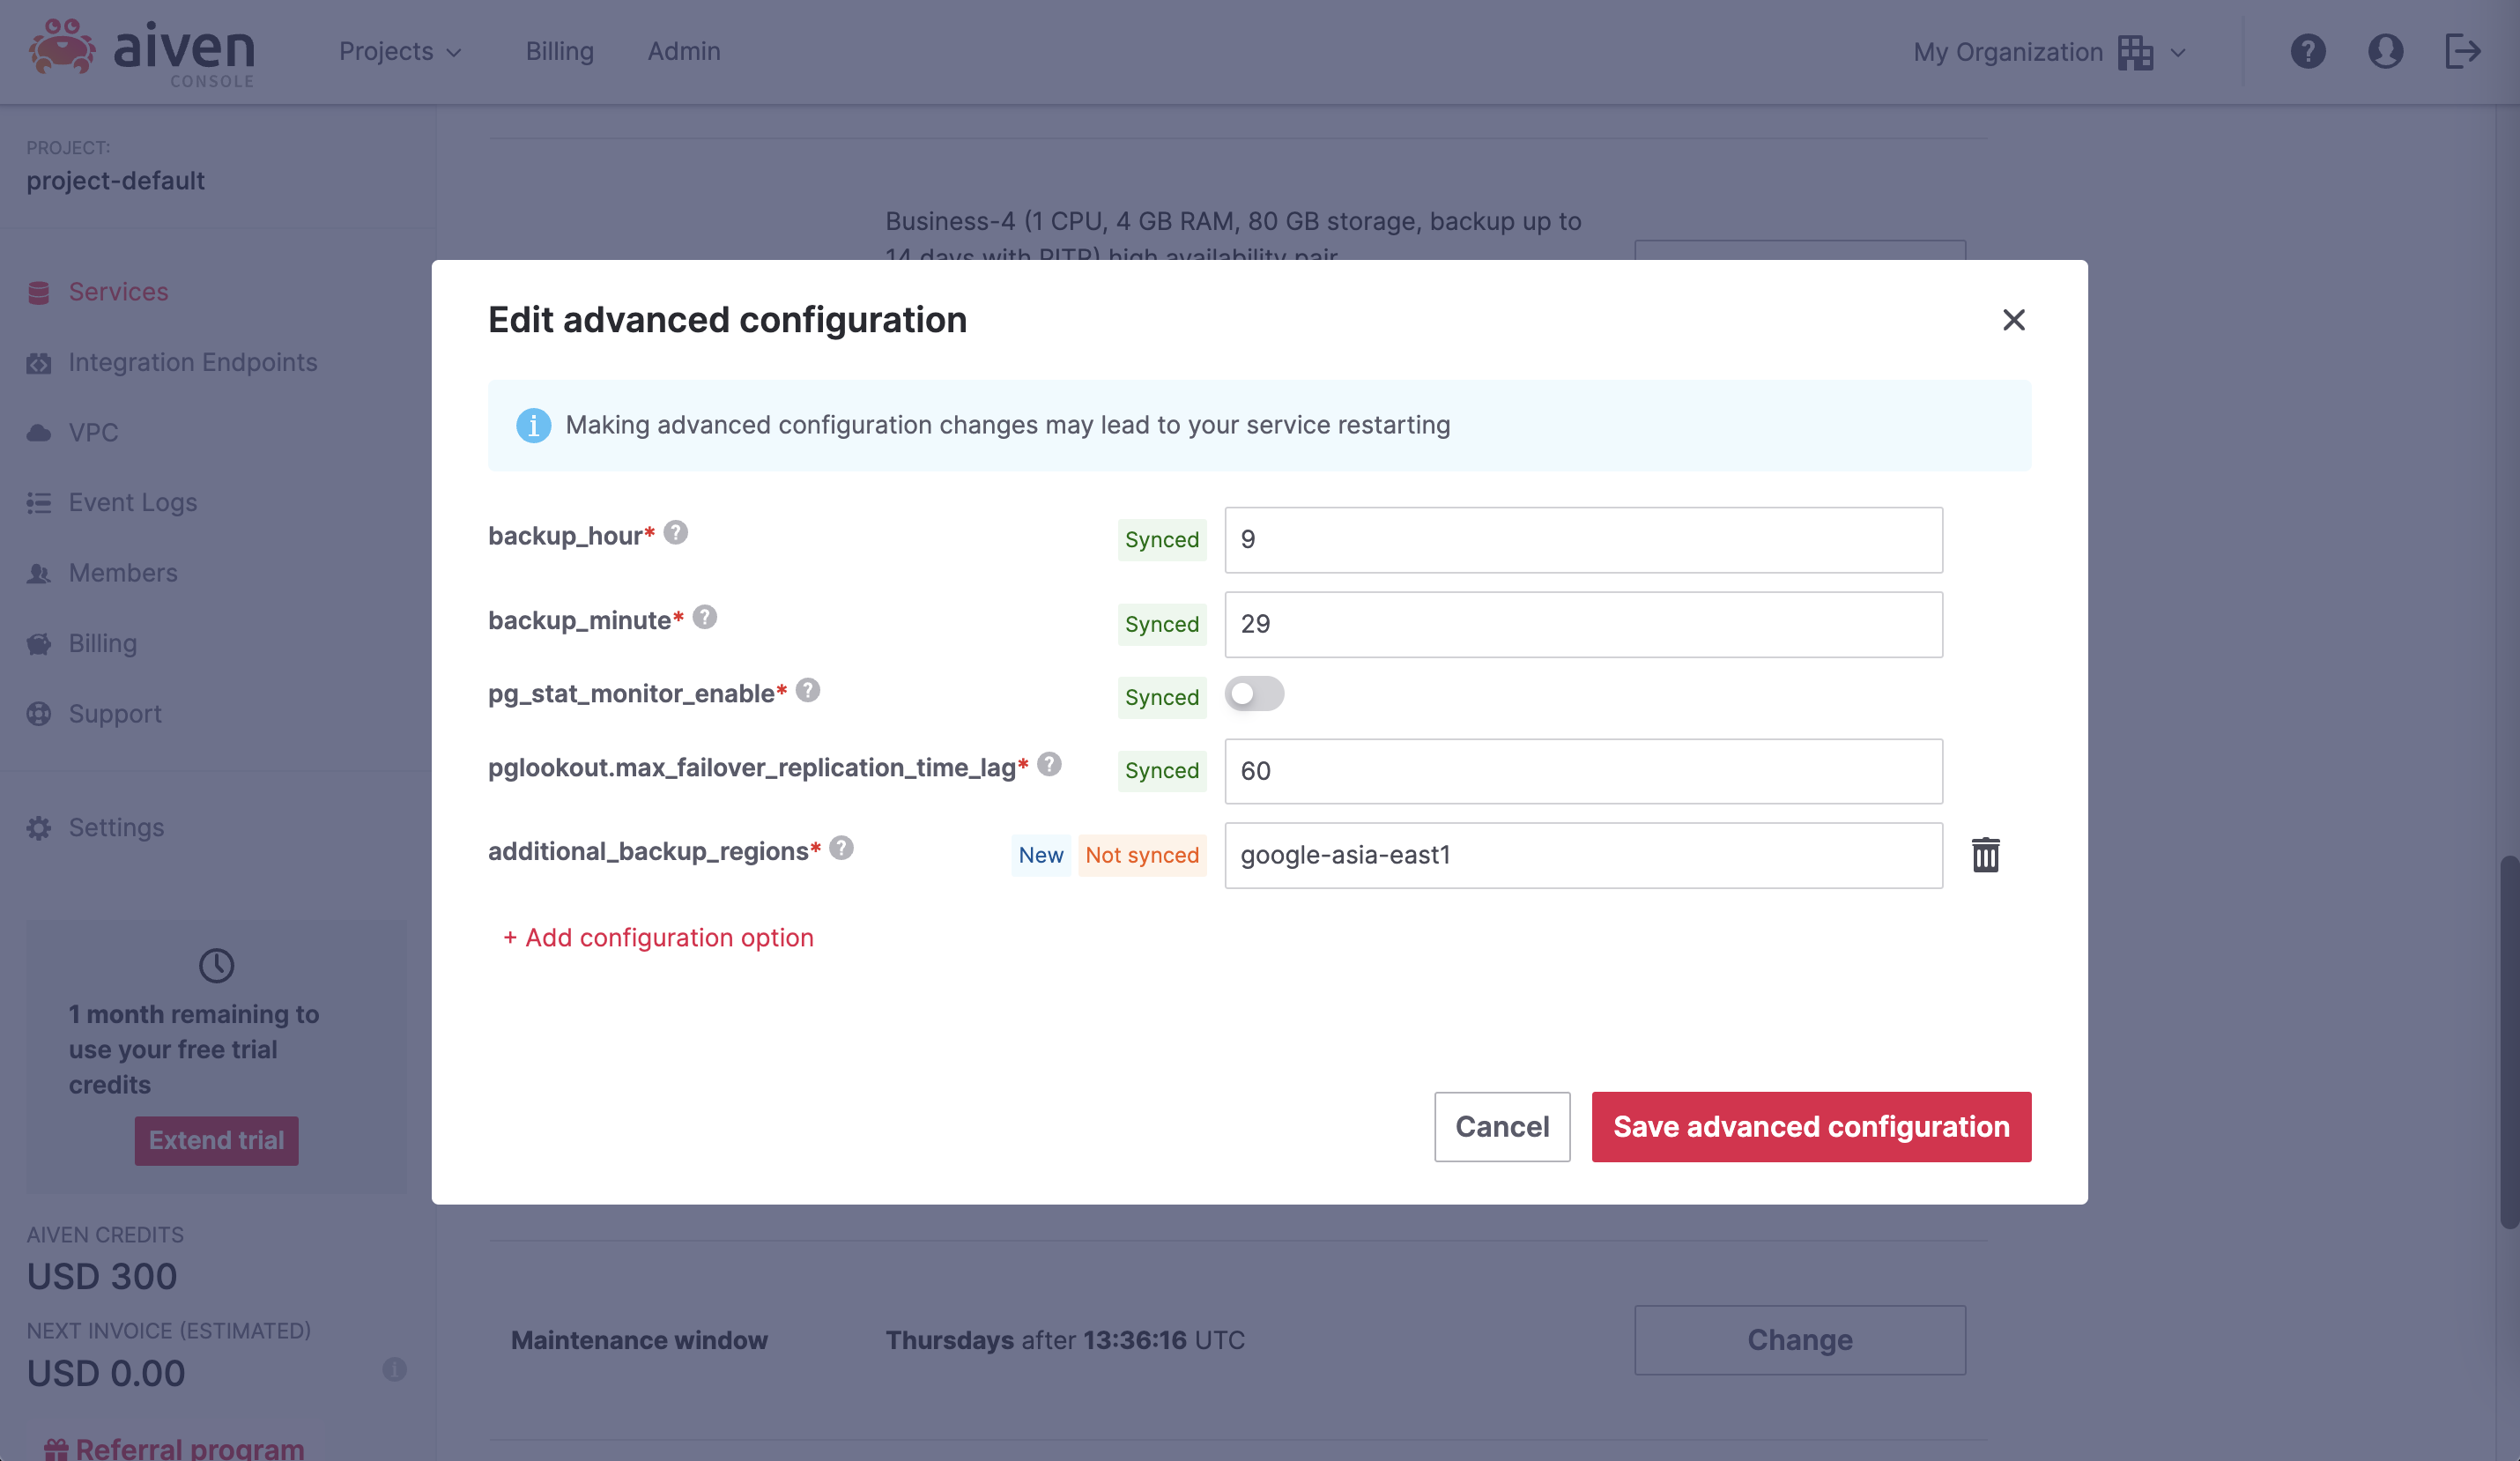 aiven
CONSOLE
Projects
Billing
Admin
My Organization
PROJECT:
project-default
Services
Integration Endpoints
VPC
Event Logs
Members
Billing
Support
Settings
1 month remaining to
use your free trial
credits
Extend trial
AIVEN CREDITS
USD 300
NEXT INVOICE (ESTIMATED)
USD 0.00
Referral program
Business-4 (1 CPU, 4 GB RAM, 80 GB storage, backup up to
14 days with PITR) high availability pair
Edit advanced configuration
Making advanced configuration changes may lead to your service restarting
backup_hour* Synced 9
backup_minute* Synced 29
pg_stat_monitor_enable* Synced
pglookout.max_failover_replication_time_lag* Synced 60
additional_backup_regions* New Not synced google-asia-east1
+ Add configuration option
Cancel
Save advanced configuration
Maintenance window
Thursdays after 13:36:16 UTC
Change